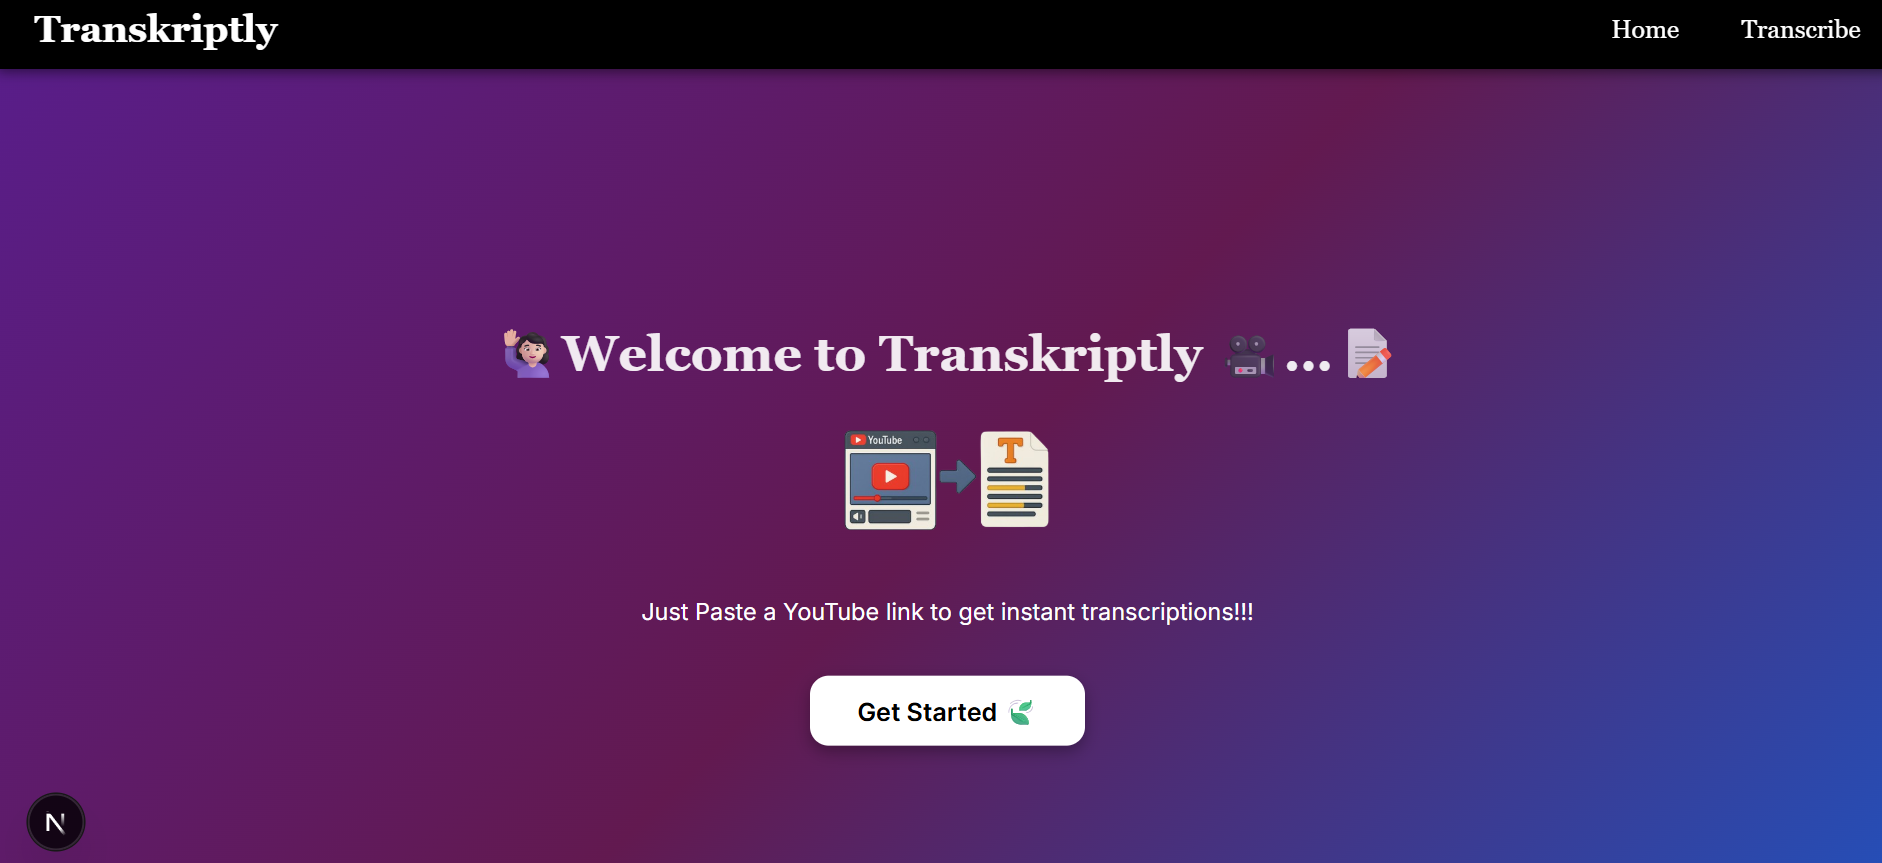 Transkriptly
Home
Transcribe
🙋🏻‍♀️ Welcome to Transkriptly 🎥 ... 📝
YouTube
T
Just Paste a YouTube link to get instant transcriptions!!!
Get Started 🍃
N